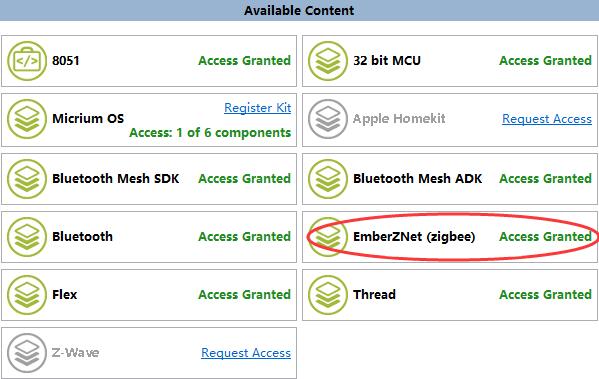 Available Content
8051 Access Granted
32 bit MCU Access Granted
Micrium OS Register Kit
Access: 1 of 6 components
Apple Homekit Request Access
Bluetooth Mesh SDK Access Granted
Bluetooth Mesh ADK Access Granted
Bluetooth Access Granted
EmberZNet (zigbee) Access Granted
Flex Access Granted
Thread Access Granted
Z-Wave Request Access